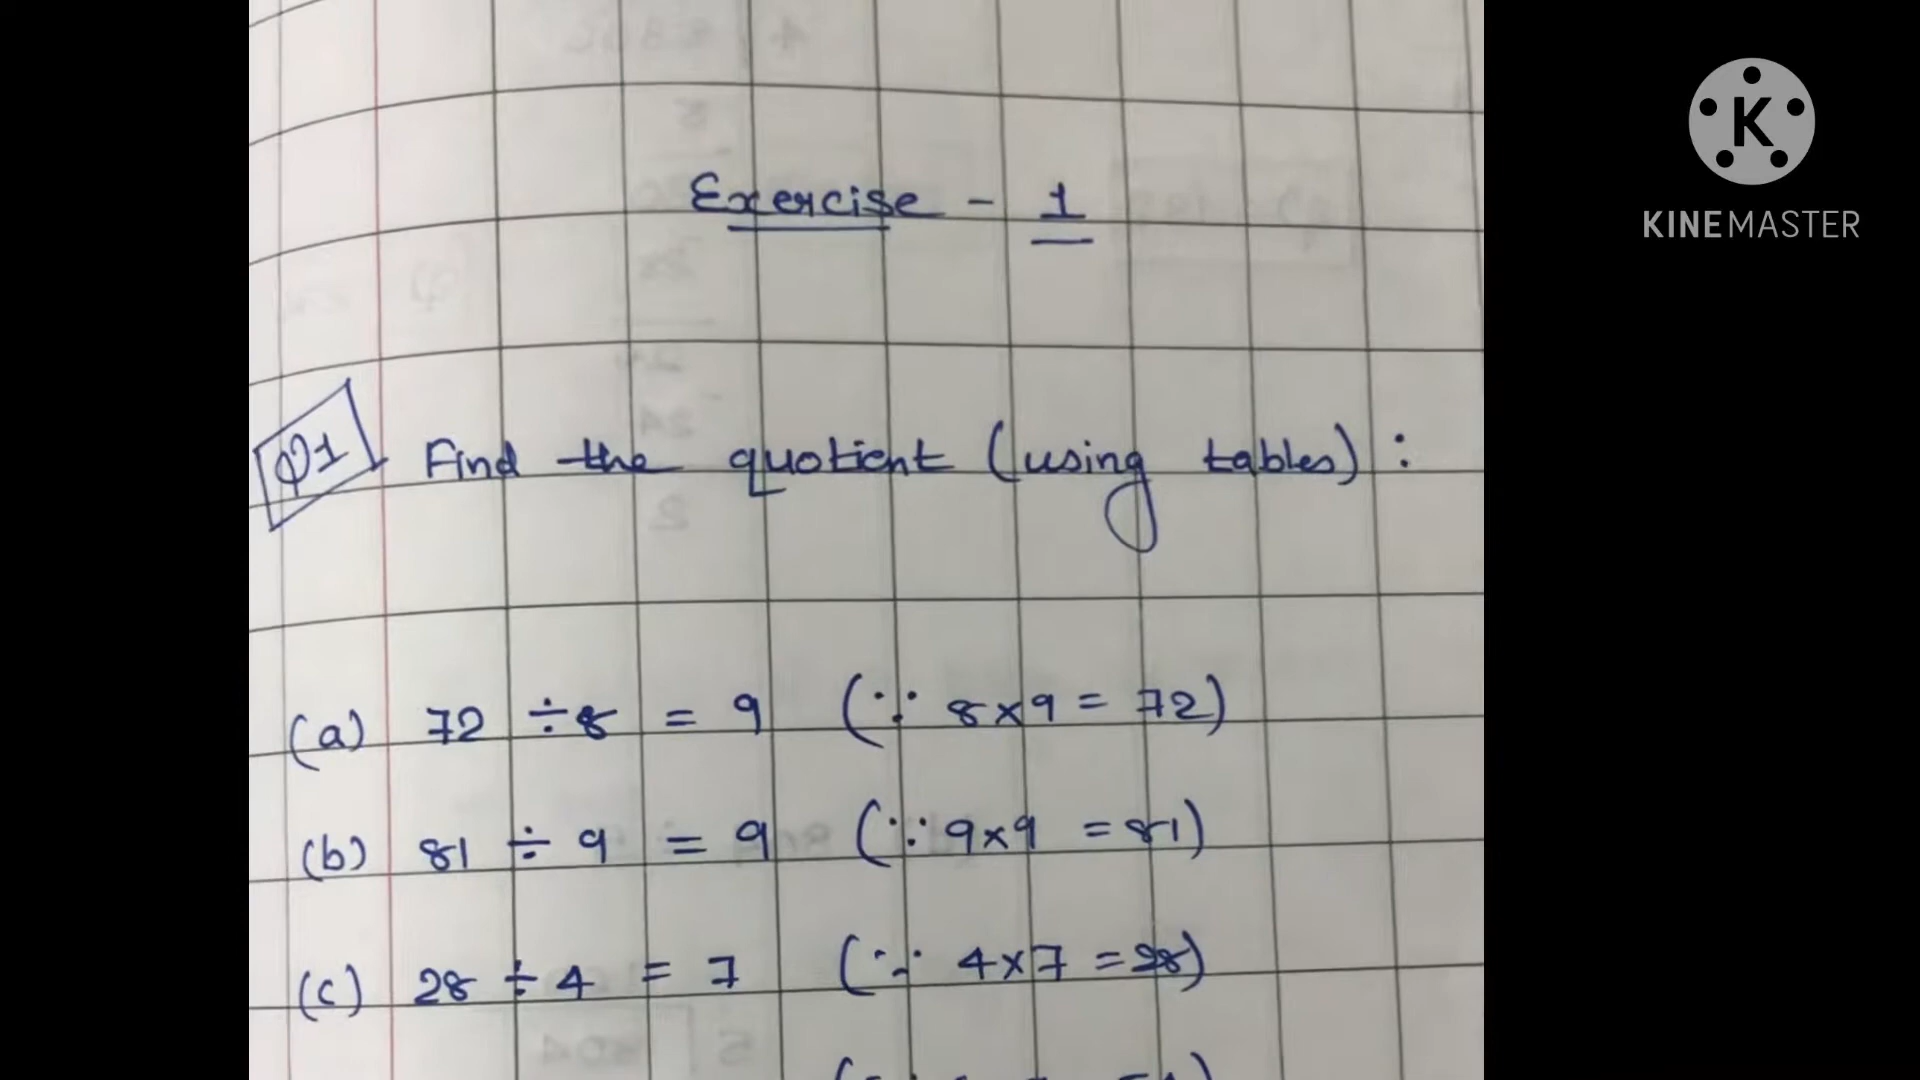 Exercise - 1
Q1 Find the quotient (using tables) :
(a) 72 ÷ 8 = 9 (∵ 8×9 = 72)
(b) 81 ÷ 9 = 9 (∵ 9×9 = 81)
(c) 28 ÷ 4 = 7 (∵ 4×7 = 28)
K
KINEMASTER